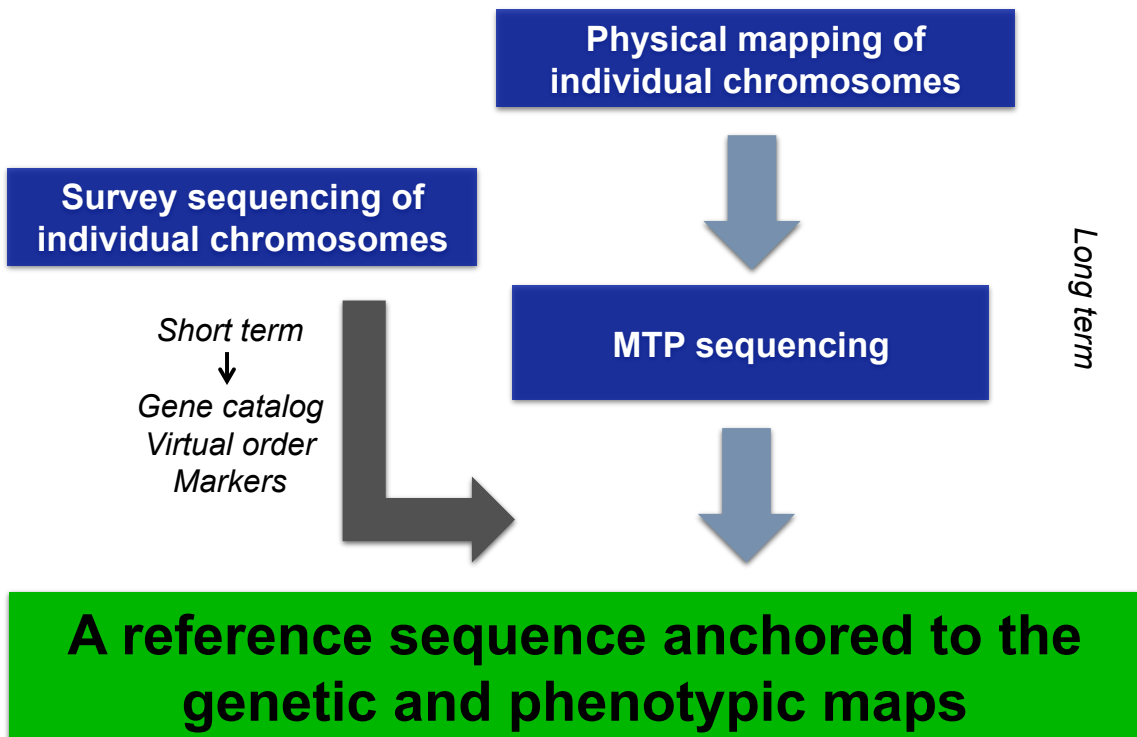 Physical mapping of
individual chromosomes
Survey sequencing of
individual chromosomes
Long term
Short term
MTP sequencing
Gene catalog
Virtual order
Markers
A reference sequence anchored to the
genetic and phenotypic maps